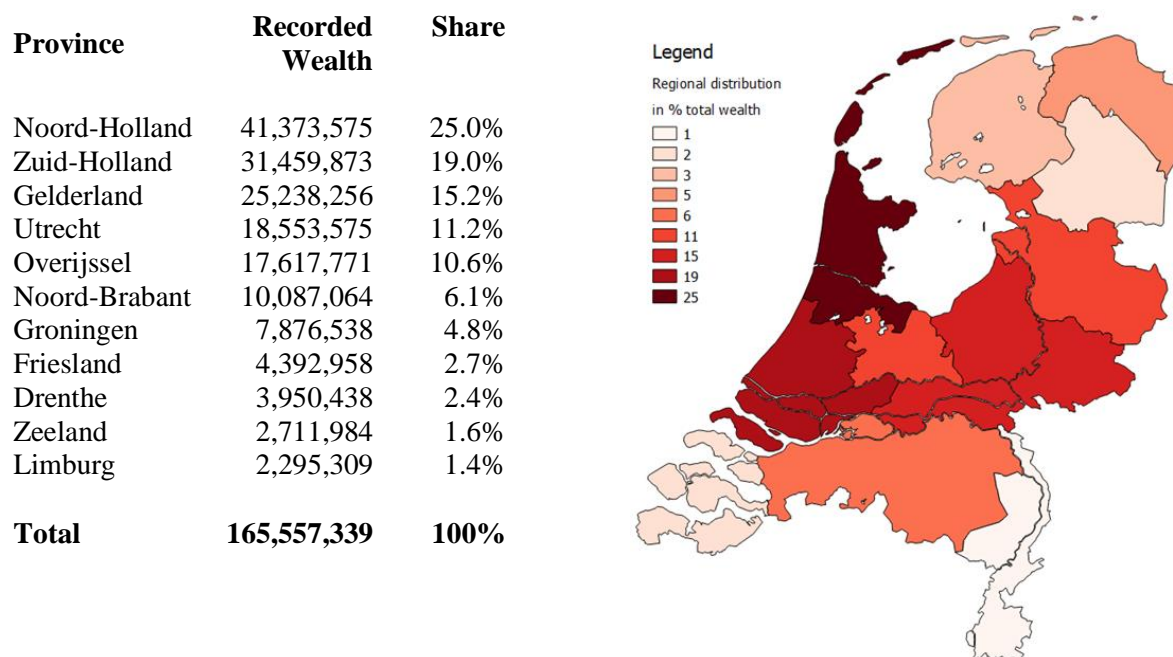 Province Recorded Wealth Share
Noord-Holland 41,373,575 25.0%
Zuid-Holland 31,459,873 19.0%
Gelderland 25,238,256 15.2%
Utrecht 18,553,575 11.2%
Overijssel 17,617,771 10.6%
Noord-Brabant 10,087,064 6.1%
Groningen 7,876,538 4.8%
Friesland 4,392,958 2.7%
Drenthe 3,950,438 2.4%
Zeeland 2,711,984 1.6%
Limburg 2,295,309 1.4%
Total 165,557,339 100%
Legend
Regional distribution
in % total wealth
1
2
3
5
6
11
15
19
25